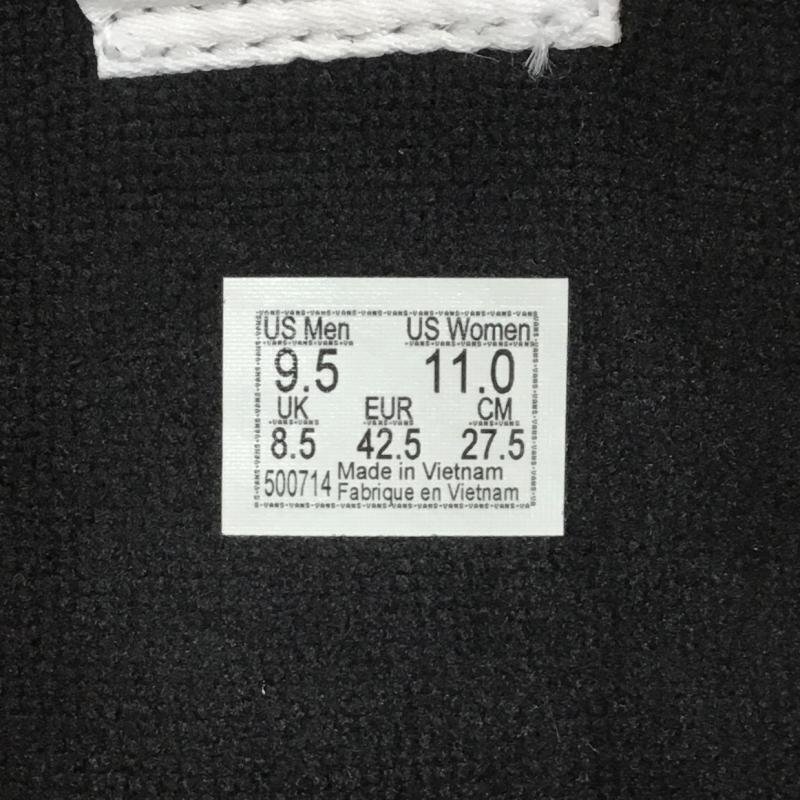 US Men US Women
9.5 11.0
UK EUR CM
8.5 42.5 27.5
500714 Made in Vietnam
Fabrique en Vietnam